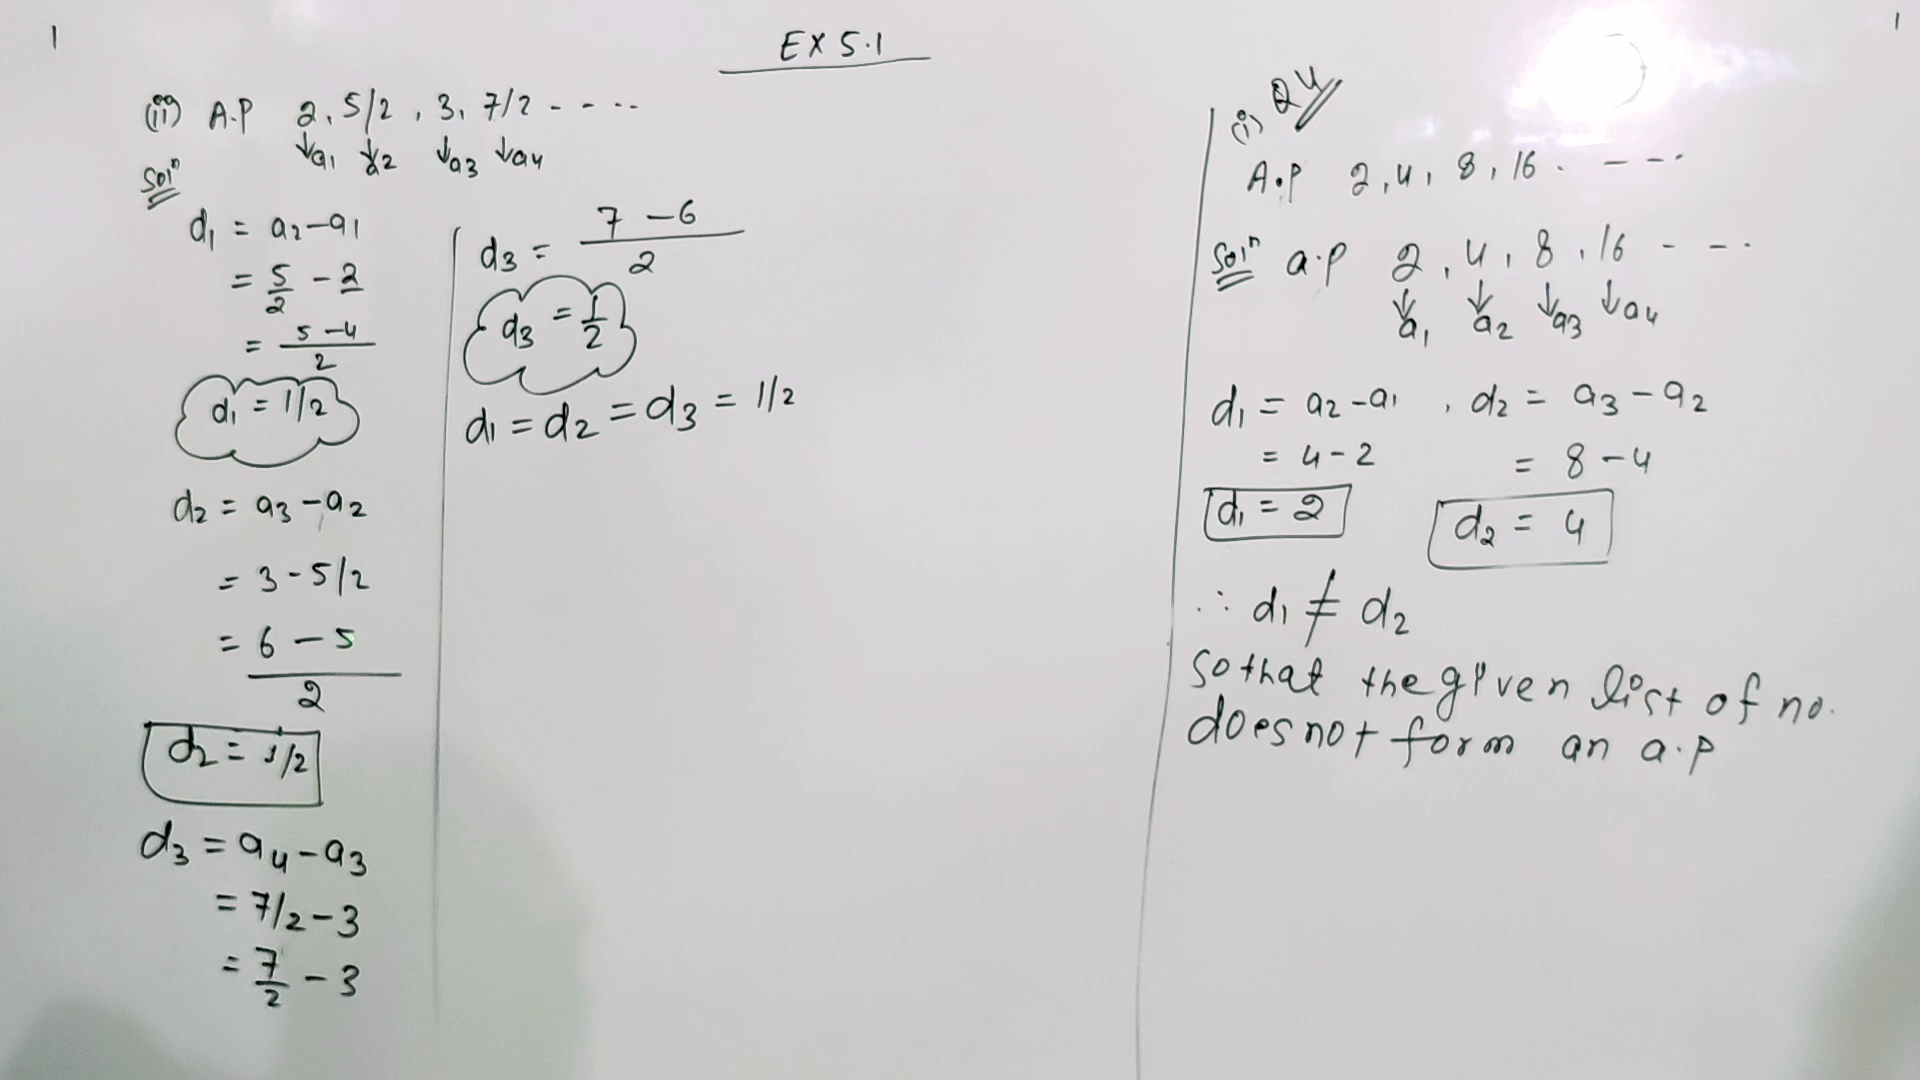 EX 5.1
(ii) A.P 2, 5/2, 3, 7/2 - - - -
↓a1 ↓a2 ↓a3 ↓a4
Solⁿ
d1 = a2-a1
= 5/2 - 2
= (5-4)/2
d1 = 1/2
d2 = a3-a2
= 3-5/2
= (6-5)/2
d2 = 1/2
d3 = a4-a3
= 7/2-3
= 7/2 - 3
d3 = (7-6)/2
d3 = 1/2
d1 = d2 = d3 = 1/2
Q4
(i)
A.P 2, 4, 8, 16. - - -
Solⁿ a.p 2, 4, 8, 16 - - -
↓a1 ↓a2 ↓a3 ↓a4
d1 = a2-a1 , d2 = a3-a2
= 4-2 = 8-4
d1 = 2 d2 = 4
∴ d1 ≠ d2
so that the given list of no.
does not form an a.p